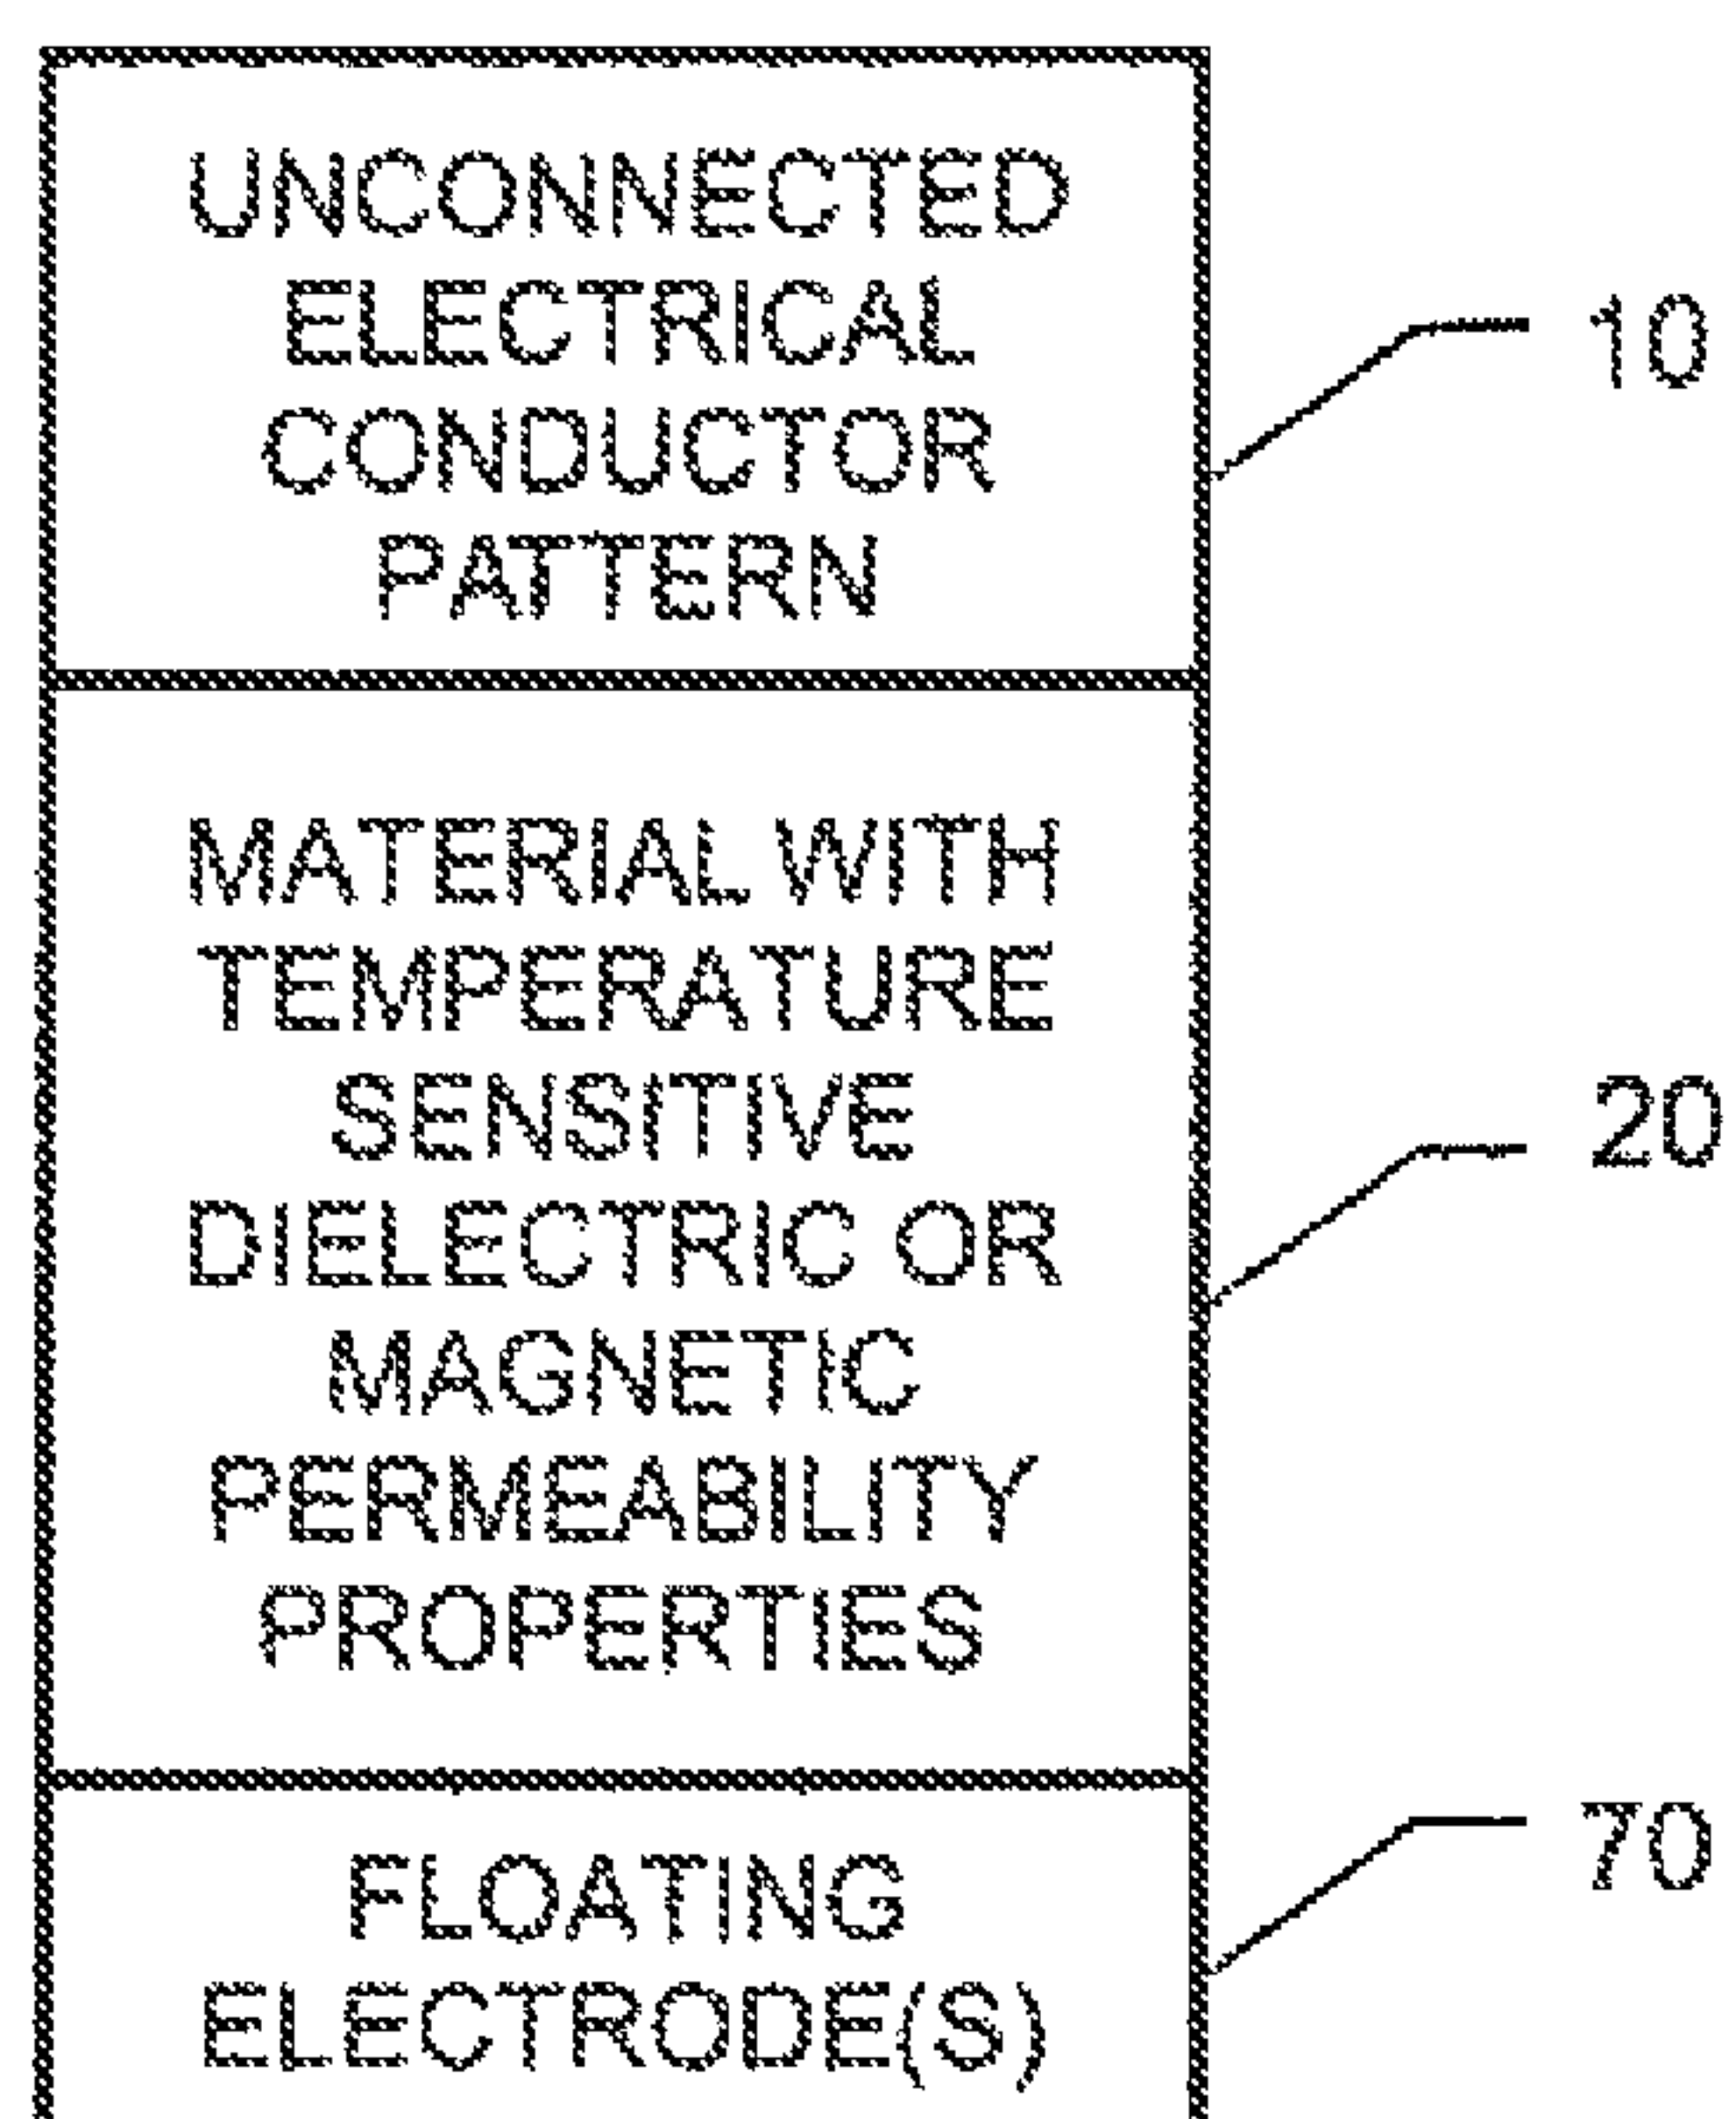 UNCONNECTED
ELECTRICAL
CONDUCTOR
PATTERN
10
MATERIAL WITH
TEMPERATURE
SENSITIVE
DIELECTRIC OR
MAGNETIC
PERMEABILITY
PROPERTIES
20
FLOATING
ELECTRODE(S)
70